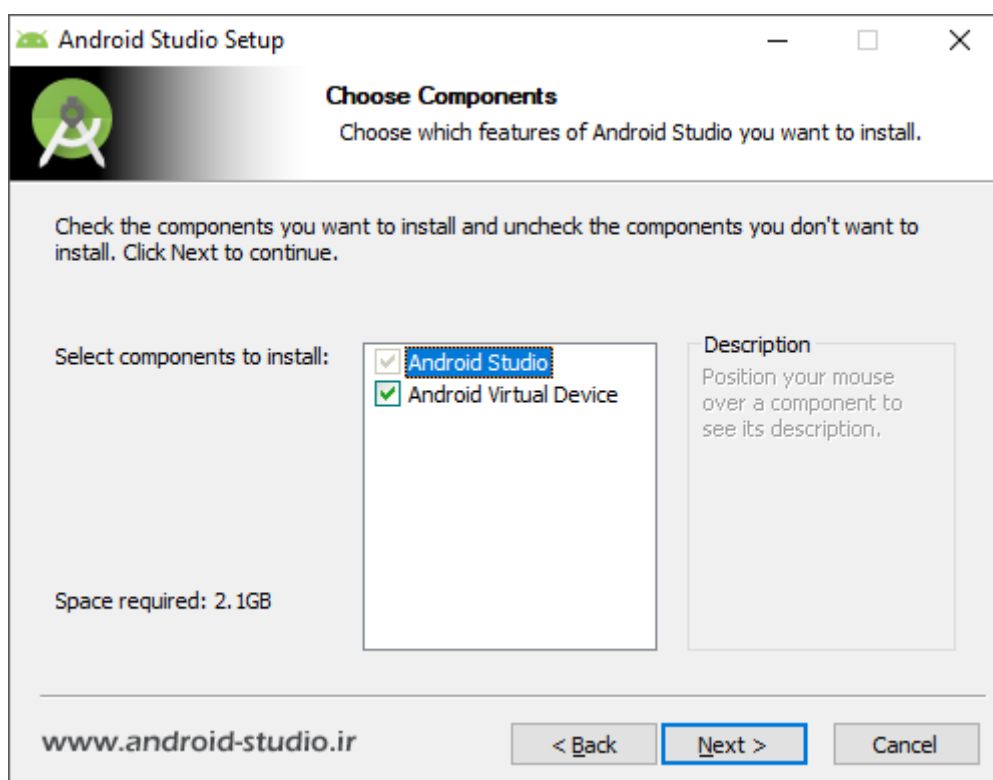 Android Studio Setup
Choose Components
Choose which features of Android Studio you want to install.
Check the components you want to install and uncheck the components you don't want to
install. Click Next to continue.
Select components to install:
Android Studio
Android Virtual Device
Description
Position your mouse
over a component to
see its description.
Space required: 2.1GB
www.android-studio.ir
< Back
Next >
Cancel